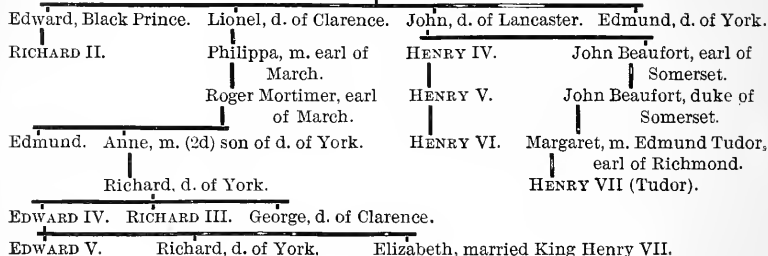 Edward, Black Prince. Lionel, d. of Clarence. John, d. of Lancaster. Edmund, d. of York.
RICHARD II. Philippa, m. earl of HENRY IV. John Beaufort, earl of
March. Somerset.
Roger Mortimer, earl HENRY V. John Beaufort, duke of
of March. Somerset.
Edmund. Anne, m. (2d) son of d. of York. HENRY VI. Margaret, m. Edmund Tudor,
earl of Richmond.
Richard, d. of York. HENRY VII (Tudor).
EDWARD IV. RICHARD III. George, d. of Clarence.
EDWARD V. Richard, d. of York, Elizabeth, married King Henry VII.